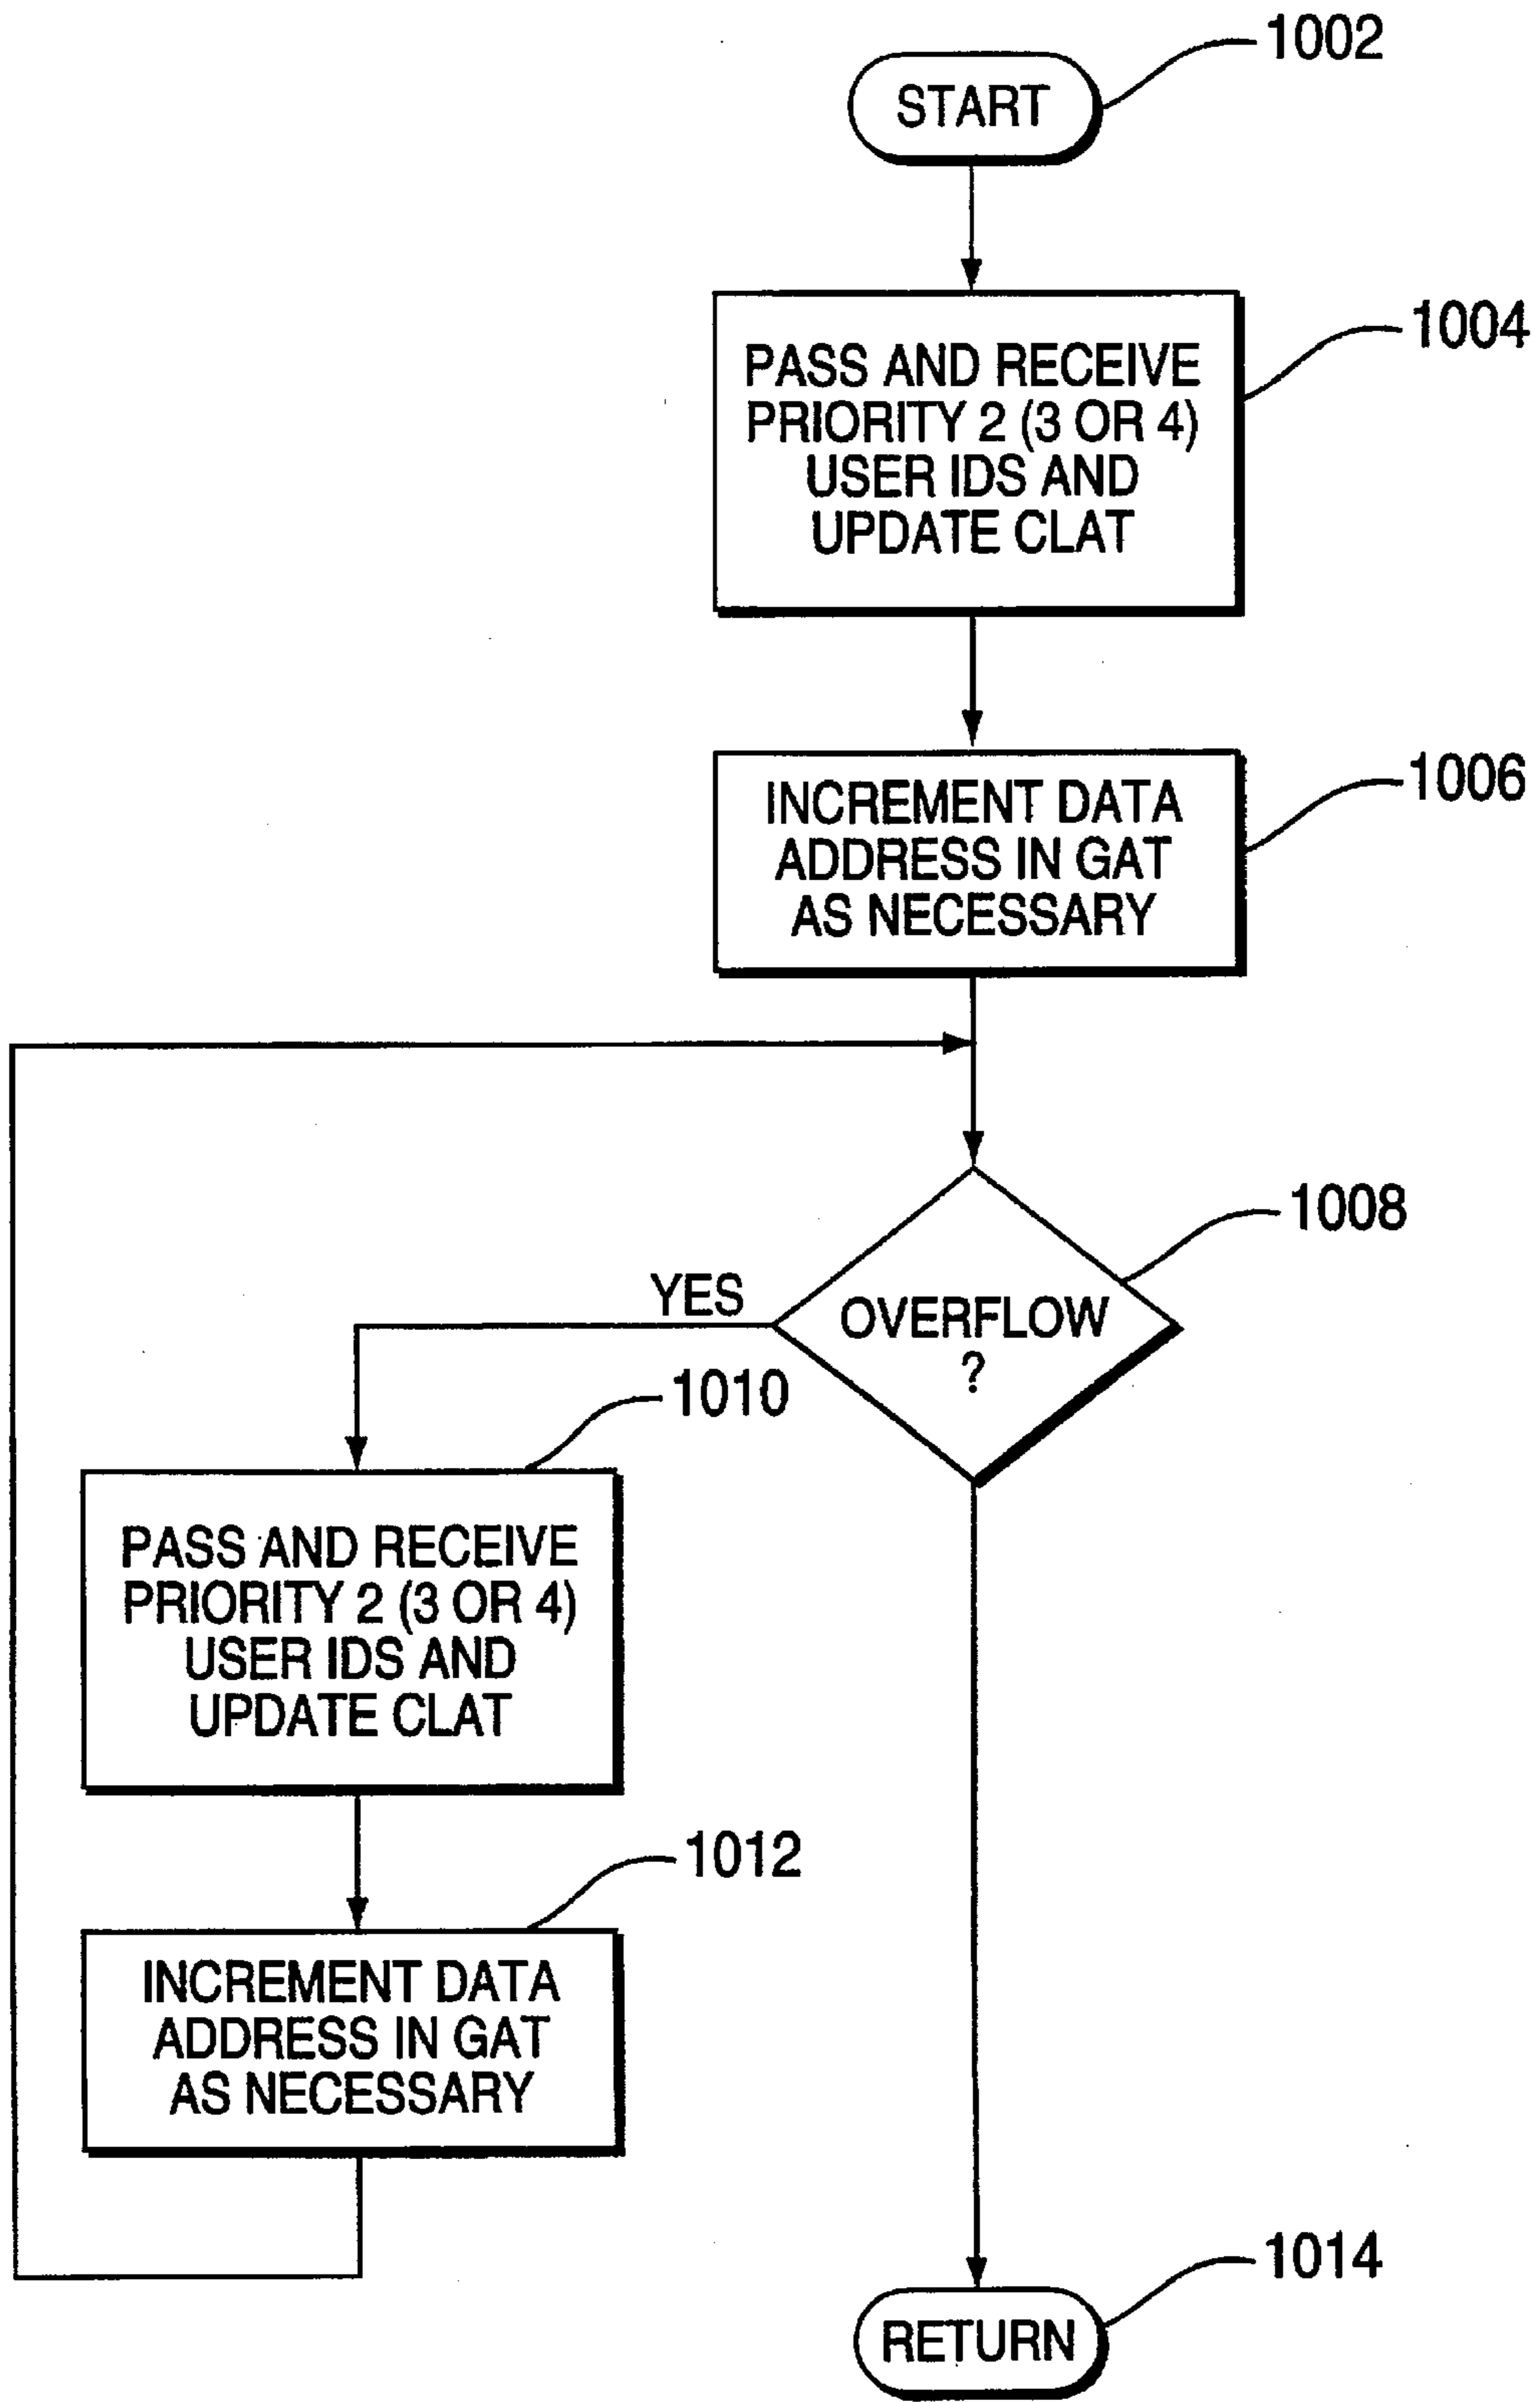 1002
START
1004
PASS AND RECEIVE
PRIORITY 2 (3 OR 4)
USER IDS AND
UPDATE CLAT
1006
INCREMENT DATA
ADDRESS IN GAT
AS NECESSARY
1008
OVERFLOW
?
YES
1010
PASS AND RECEIVE
PRIORITY 2 (3 OR 4)
USER IDS AND
UPDATE CLAT
1012
INCREMENT DATA
ADDRESS IN GAT
AS NECESSARY
1014
RETURN